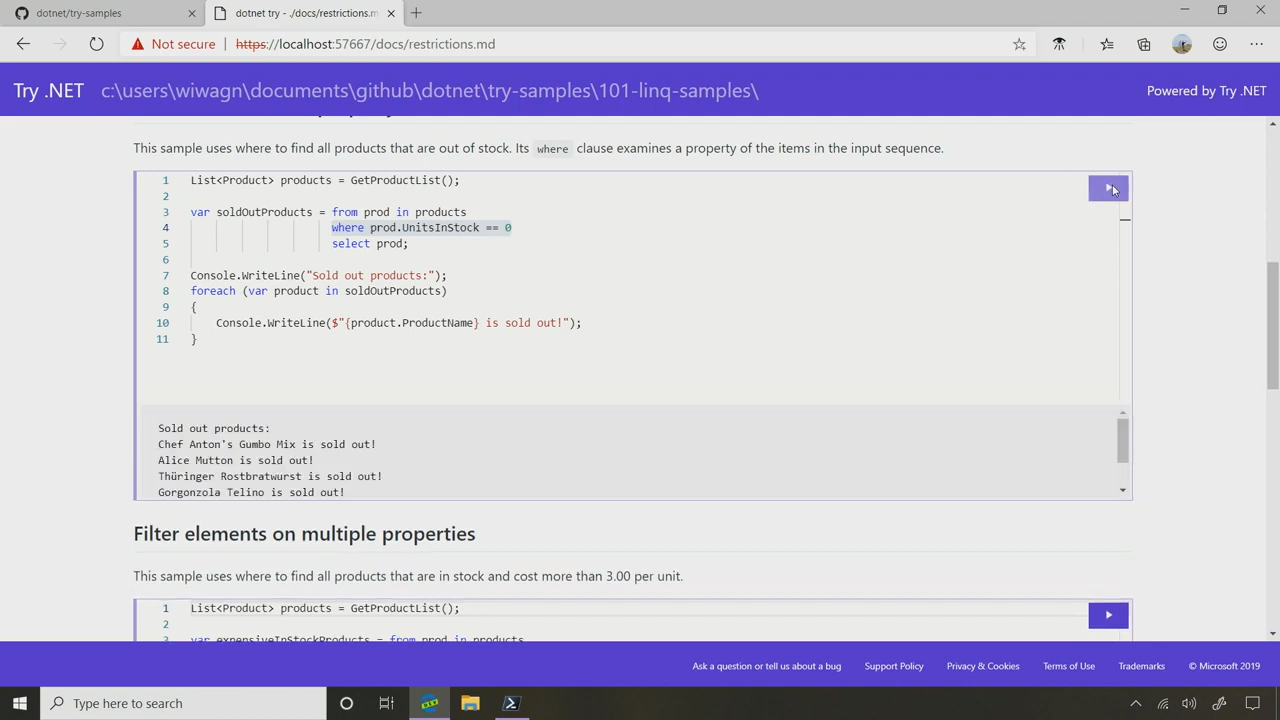 dotnet/try-samples
dotnet try - ./docs/restrictions.m
Not secure https://localhost:57667/docs/restrictions.md
Try .NET c:\users\wiwagn\documents\github\dotnet\try-samples\101-linq-samples\ Powered by Try .NET
This sample uses where to find all products that are out of stock. Its where clause examines a property of the items in the input sequence.
1 List<Product> products = GetProductList();
2
3 var soldOutProducts = from prod in products
4 where prod.UnitsInStock == 0
5 select prod;
6
7 Console.WriteLine("Sold out products:");
8 foreach (var product in soldOutProducts)
9 {
10 Console.WriteLine($"{product.ProductName} is sold out!");
11 }
Sold out products:
Chef Anton's Gumbo Mix is sold out!
Alice Mutton is sold out!
Thüringer Rostbratwurst is sold out!
Gorgonzola Telino is sold out!
Filter elements on multiple properties
This sample uses where to find all products that are in stock and cost more than 3.00 per unit.
1 List<Product> products = GetProductList();
2
3 var expensiveInStockProducts = from prod in products
Ask a question or tell us about a bug Support Policy Privacy & Cookies Terms of Use Trademarks © Microsoft 2019
Type here to search